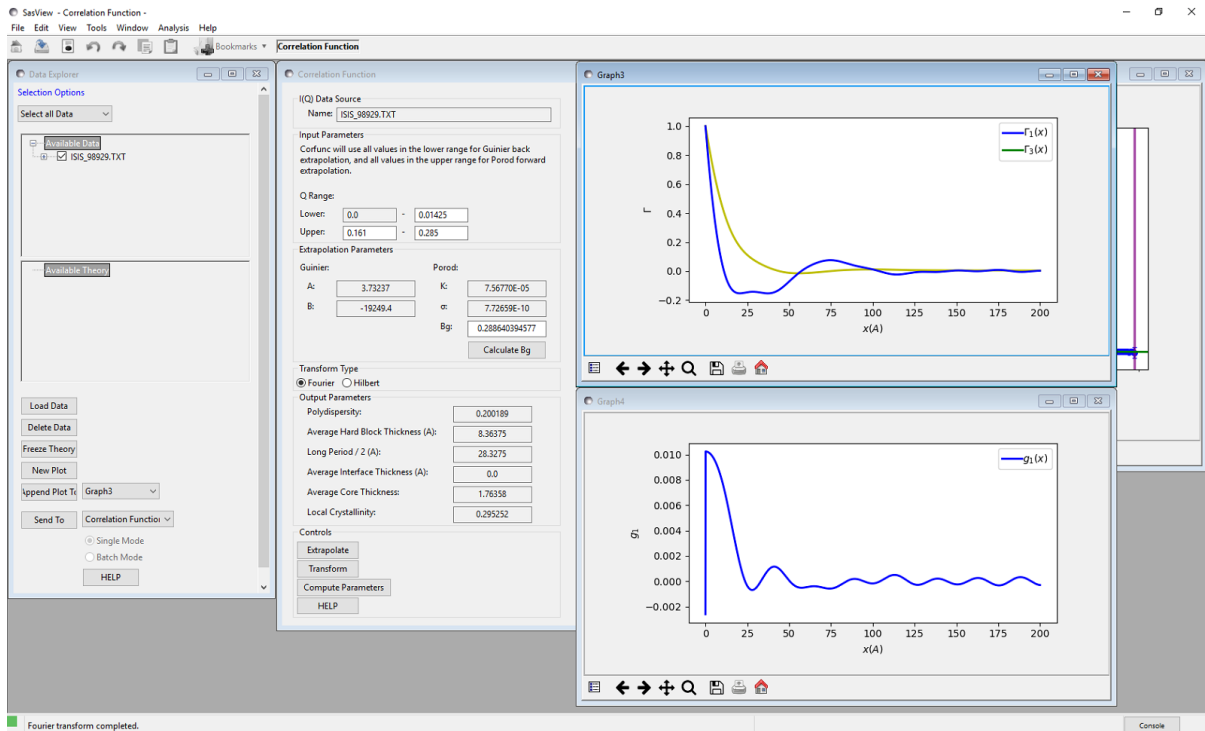 SasView - Correlation Function -
File Edit View Tools Window Analysis Help
Bookmarks Correlation Function
Data Explorer
Selection Options
Select all Data
Available Data
ISIS_98929.TXT
Available Theory
Load Data
Delete Data
Freeze Theory
New Plot
Append Plot To Graph3
Send To Correlation Function
Single Mode
Batch Mode
HELP
Correlation Function
I(Q) Data Source
Name: ISIS_98929.TXT
Input Parameters
Corfunc will use all values in the lower range for Guinier back
extrapolation, and all values in the upper range for Porod forward
extrapolation.
Q Range:
Lower: 0.0 - 0.01425
Upper: 0.161 - 0.285
Extrapolation Parameters
Guinier: Porod:
A: 3.73237 K: 7.56770E-05
B: -19249.4 σ: 7.72659E-10
Bg: 0.288640394577
Calculate Bg
Transform Type
Fourier Hilbert
Output Parameters
Polydispersity: 0.200189
Average Hard Block Thickness (A): 8.36375
Long Period / 2 (A): 28.3275
Average Interface Thickness (A): 0.0
Average Core Thickness: 1.76358
Local Crystallinity: 0.295252
Controls
Extrapolate
Transform
Compute Parameters
HELP
Graph3
Γ₁(x)
Γ₃(x)
1.0
0.8
0.6
0.4
0.2
0.0
−0.2
Γ
0 25 50 75 100 125 150 175 200
x(A)
Graph4
g₁(x)
0.010
0.008
0.006
0.004
0.002
0.000
−0.002
g₁
0 25 50 75 100 125 150 175 200
x(A)
Fourier transform completed.
Console